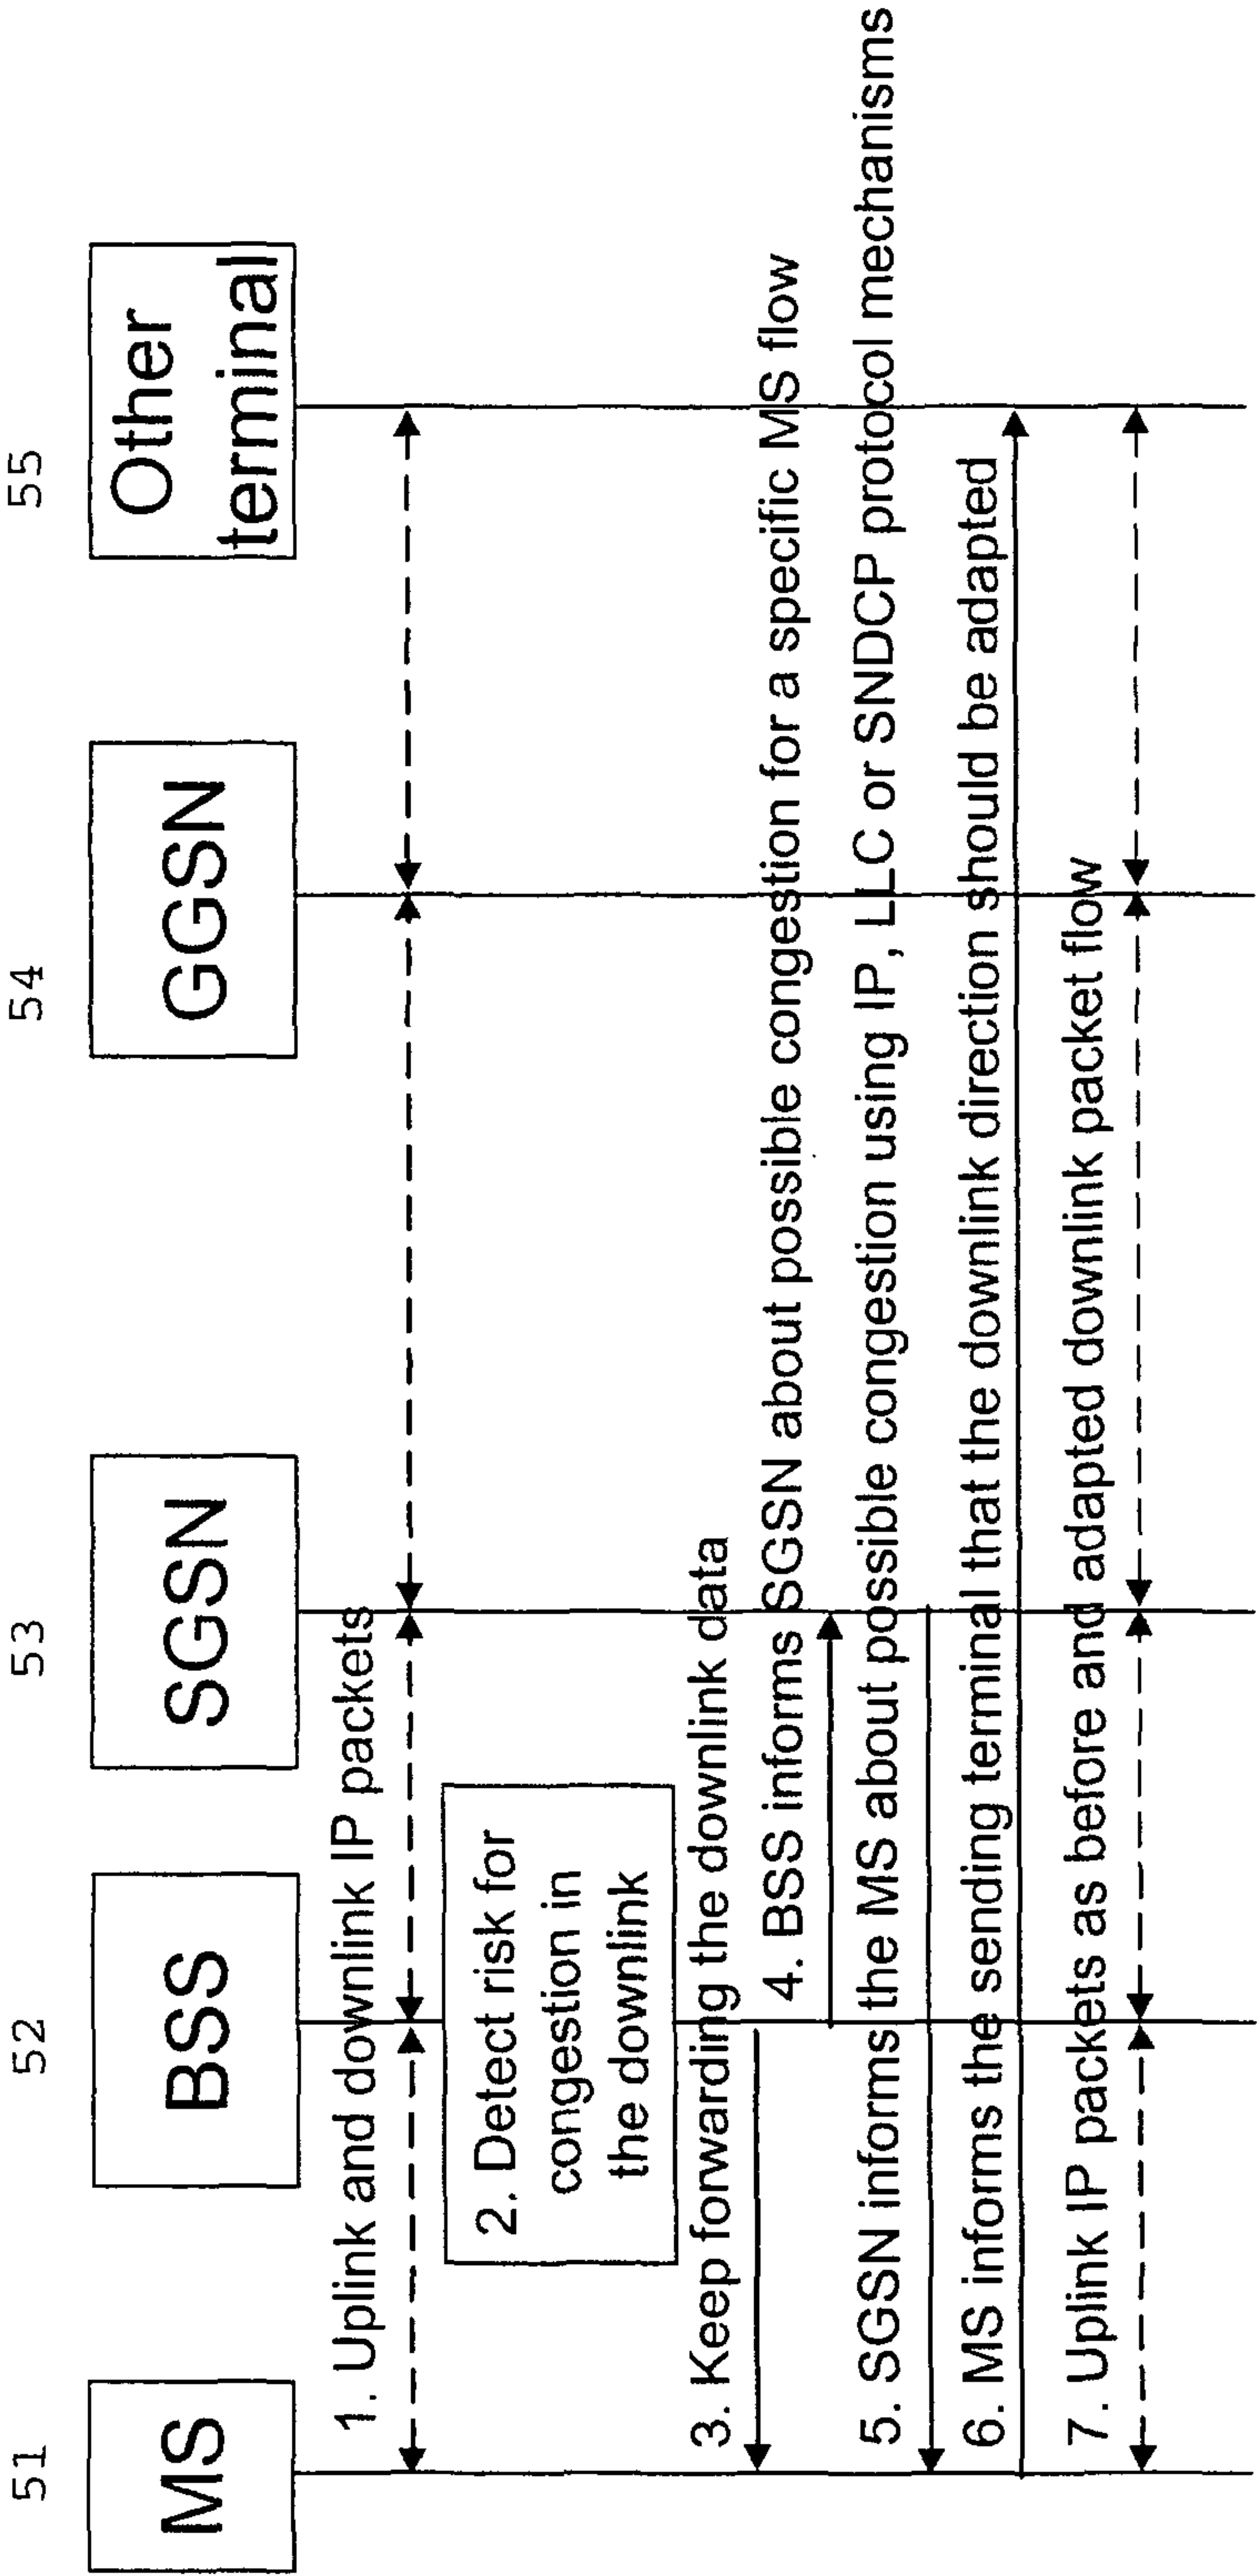 51
52
53
54
55
MS
BSS
SGSN
GGSN
Other
terminal
1. Uplink and downlink IP packets
2. Detect risk for
congestion in
the downlink
3. Keep forwarding the downlink data
4. BSS informs SGSN about possible congestion for a specific MS flow
5. SGSN informs the MS about possible congestion using IP, LLC or SNDCP protocol mechanisms
6. MS informs the sending terminal that the downlink direction should be adapted
7. Uplink IP packets as before and adapted downlink packet flow